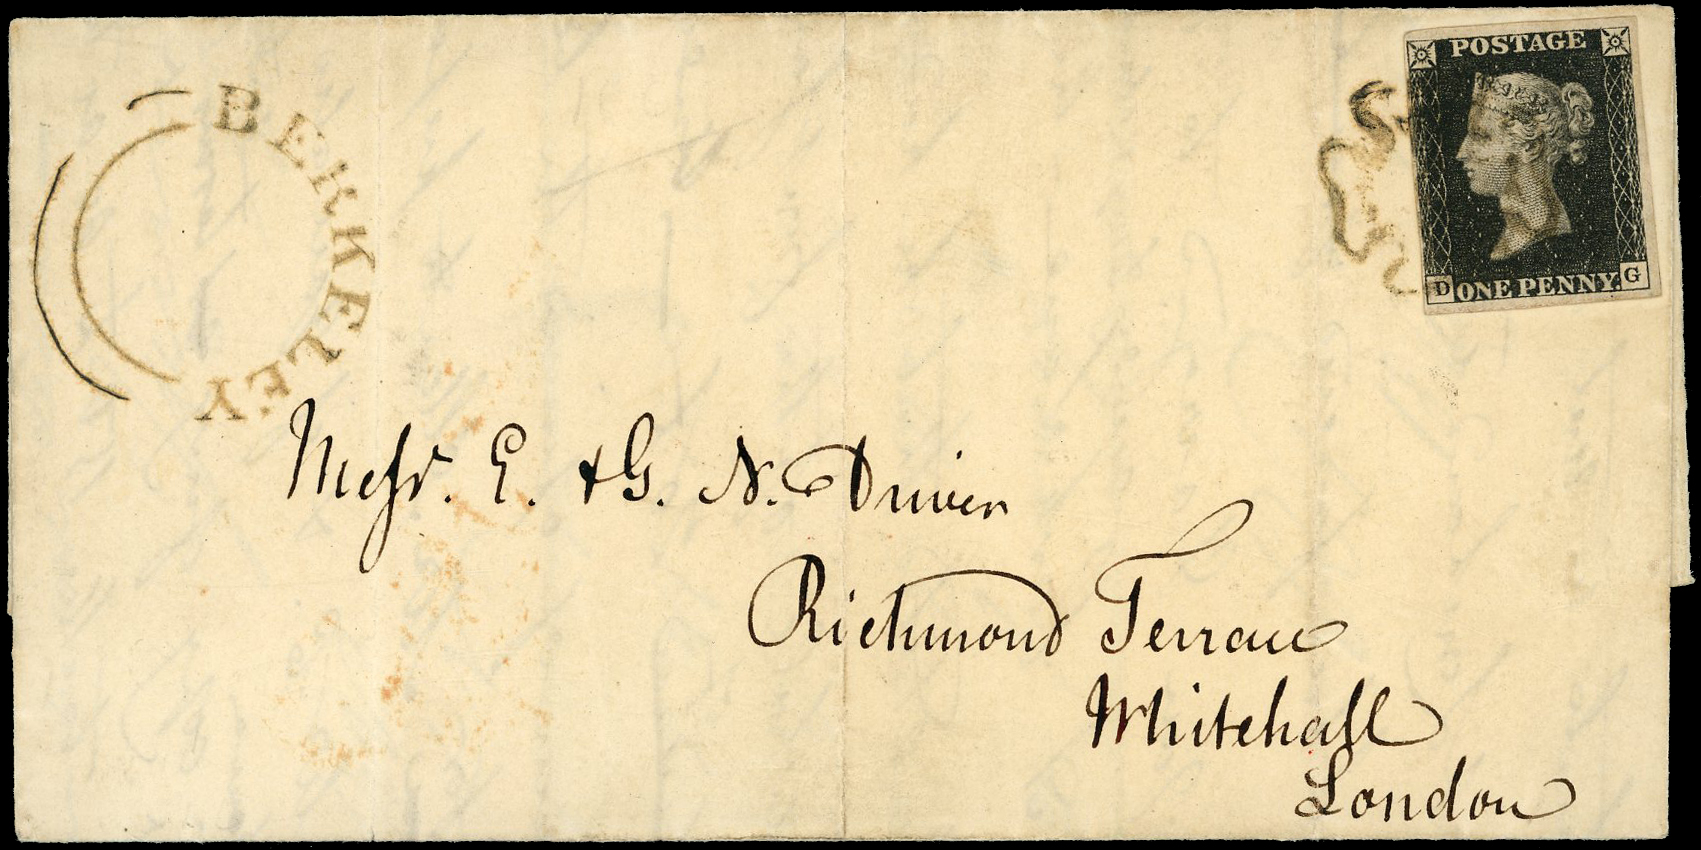 BERKELEY
POSTAGE
D ONE PENNY. G
Messrs. E. & G. N. Driver
Richmond Terrace
Whitehall
London